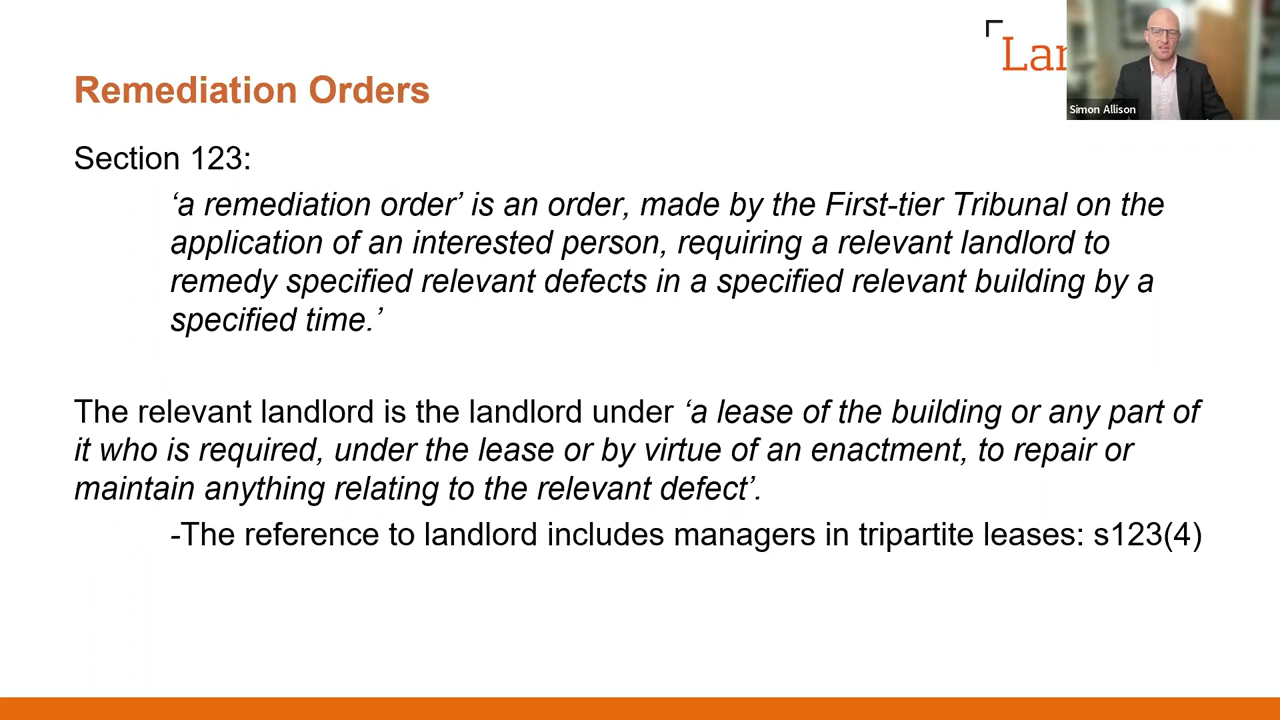 Lan
Simon Allison
Remediation Orders
Section 123:
‘a remediation order’ is an order, made by the First-tier Tribunal on the
application of an interested person, requiring a relevant landlord to
remedy specified relevant defects in a specified relevant building by a
specified time.’
The relevant landlord is the landlord under ‘a lease of the building or any part of
it who is required, under the lease or by virtue of an enactment, to repair or
maintain anything relating to the relevant defect’.
-The reference to landlord includes managers in tripartite leases: s123(4)